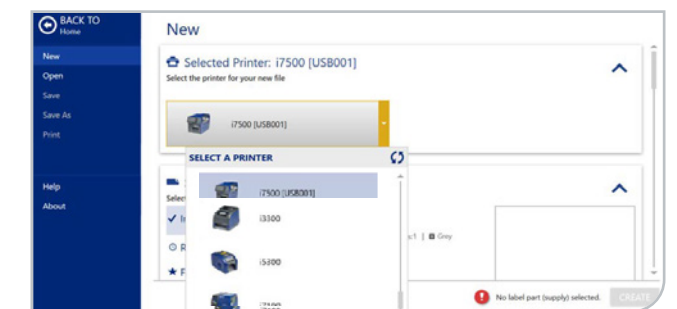 BACK TO
Home
New
New
Open
Save
Save As
Print
Help
About
Selected Printer: i7500 [USB001]
Select the printer for your new file
i7500 [USB001]
SELECT A PRINTER
i7500 [USB001]
i3300
i5300
Selec
Grey
No label part (supply) selected.
CREATE